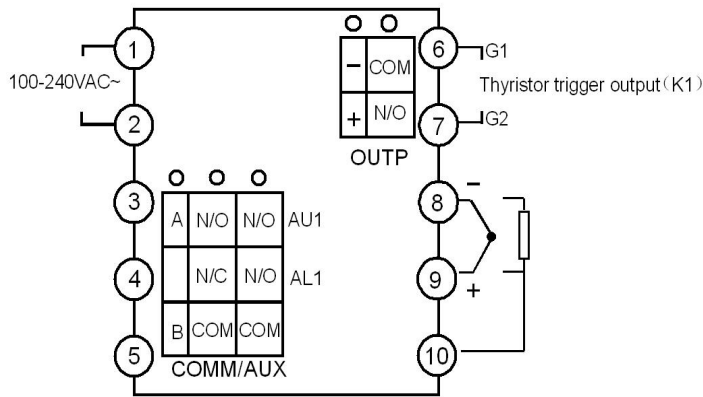 1
6
G1
− COM
100-240VAC~
Thyristor trigger output（K1）
+ N/O
2
7
G2
OUTP
3
8
−
A N/O N/O AU1
4
N/C N/O AL1
9
+
B COM COM
5
10
COMM/AUX